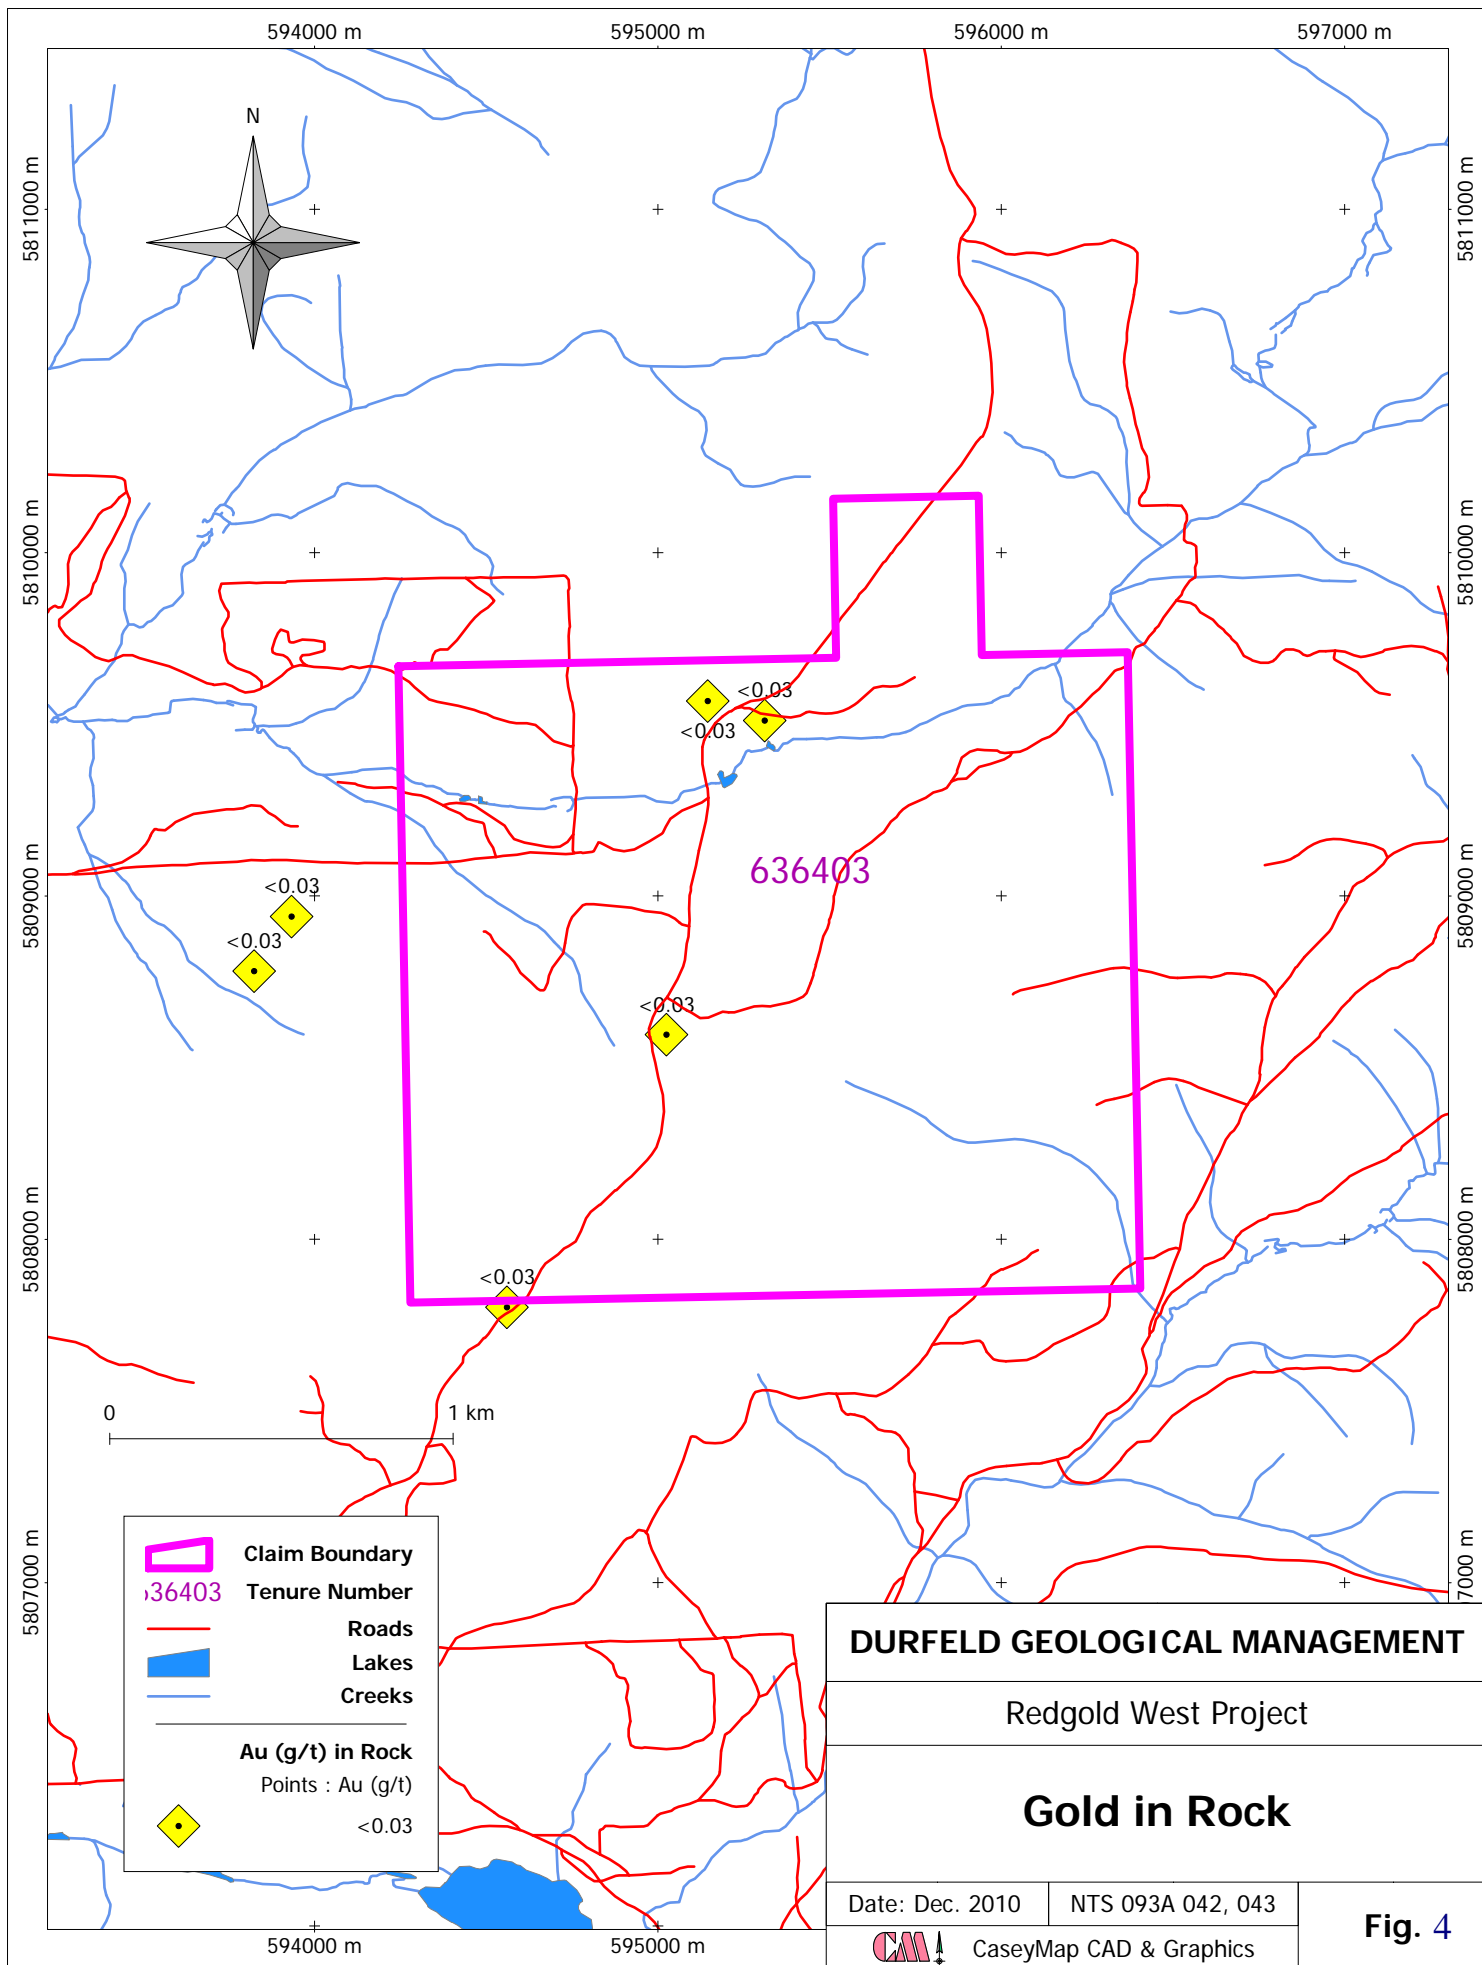 594000 m 595000 m 596000 m 597000 m
N
5811000 m 5811000 m
5810000 m 5810000 m
<0.03
<0.03
636403
5809000 m 5809000 m
<0.03
<0.03
<0.03
5808000 m 5808000 m
<0.03
0 1 km
5807000 m 7000 m
Claim Boundary
36403 Tenure Number
Roads
Lakes
Creeks
Au (g/t) in Rock
Points : Au (g/t)
<0.03
DURFELD GEOLOGICAL MANAGEMENT
Redgold West Project
Gold in Rock
Date: Dec. 2010 NTS 093A 042, 043
CM CaseyMap CAD & Graphics
Fig. 4
594000 m 595000 m